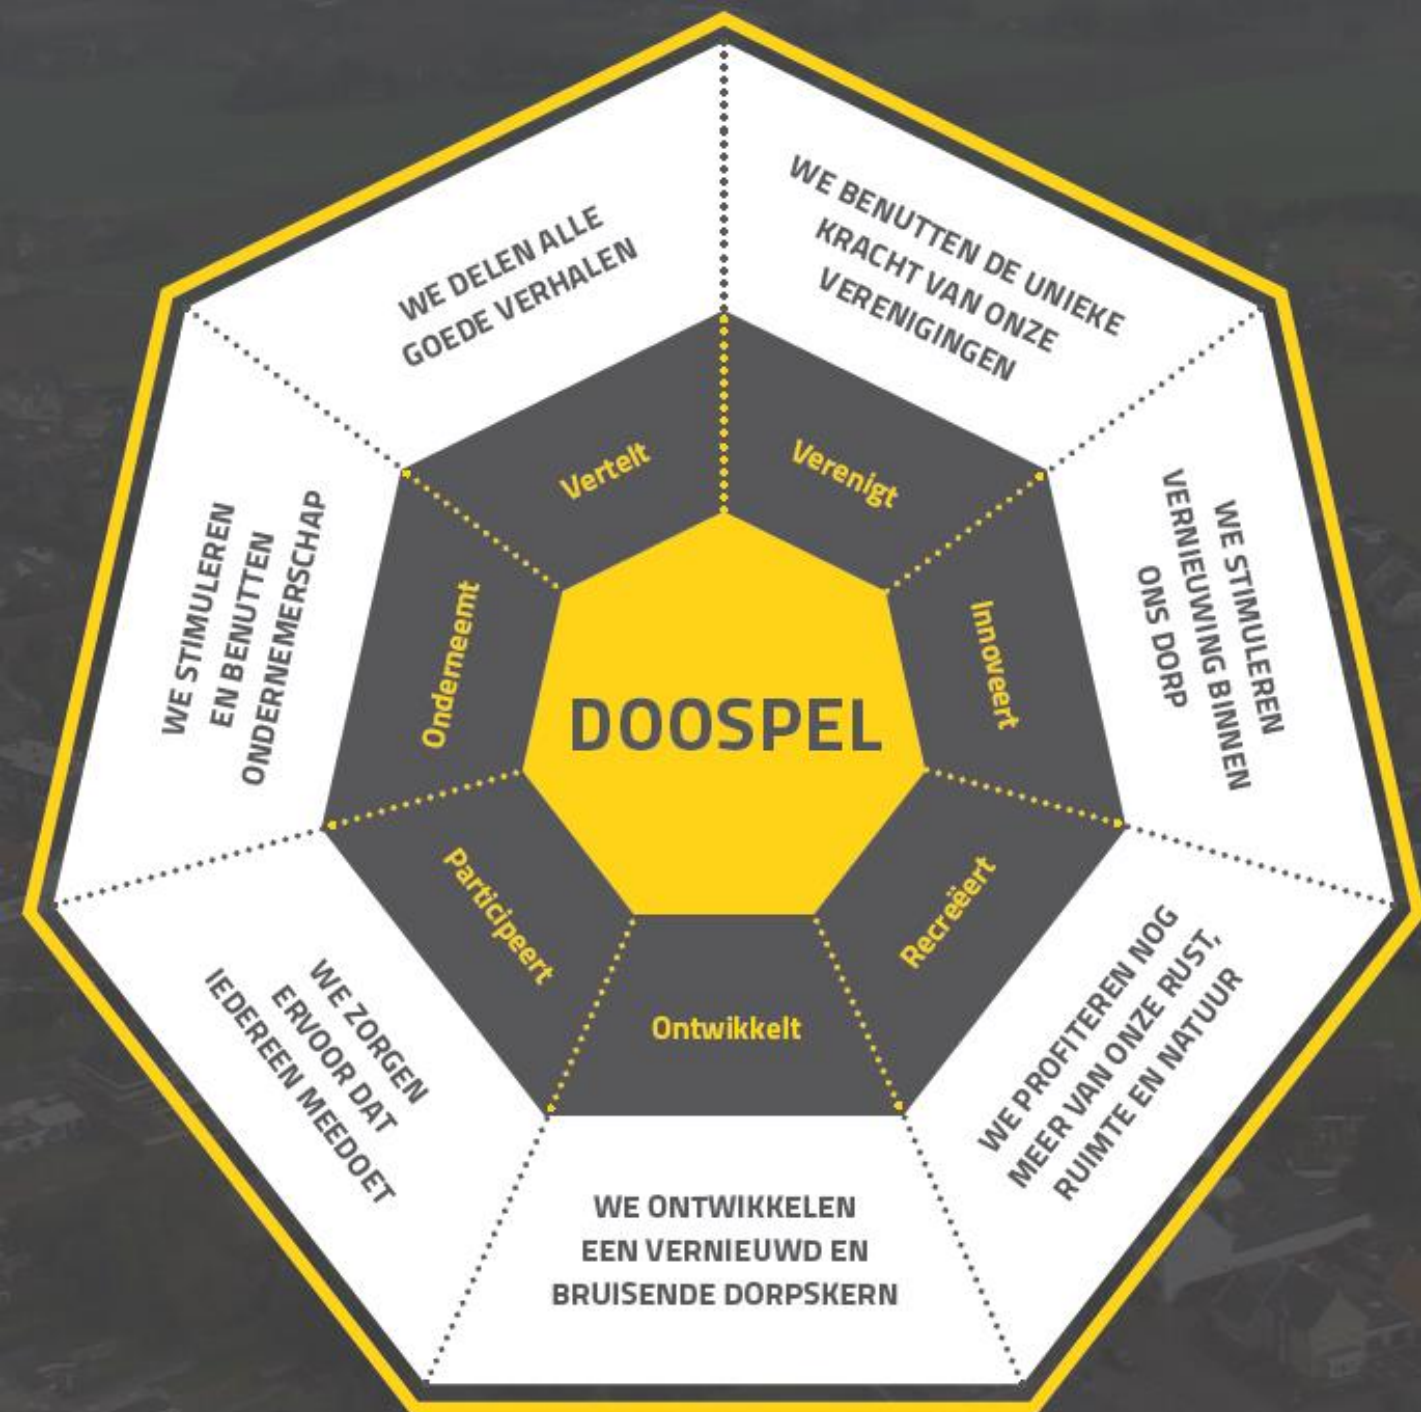 WE DELEN ALLE
GOEDE VERHALEN
WE BENUTTEN DE UNIEKE
KRACHT VAN ONZE
VERENIGINGEN
Vertelt
Verenigt
WE STIMULEREN
EN BENUTTEN
ONDERNEMERSCHAP
Onderneemt
DOOSPEL
Innoveert
WE STIMULEREN
VERNIEUWING BINNEN
ONS DORP
Participeert
Recreëert
Ontwikkelt
WE ZORGEN
ERVOOR DAT
IEDEREEN MEEDOET
WE PROFITEREN NOG
MEER VAN ONZE RUST,
RUIMTE EN NATUUR
WE ONTWIKKELEN
EEN VERNIEUWD EN
BRUISENDE DORPSKERN